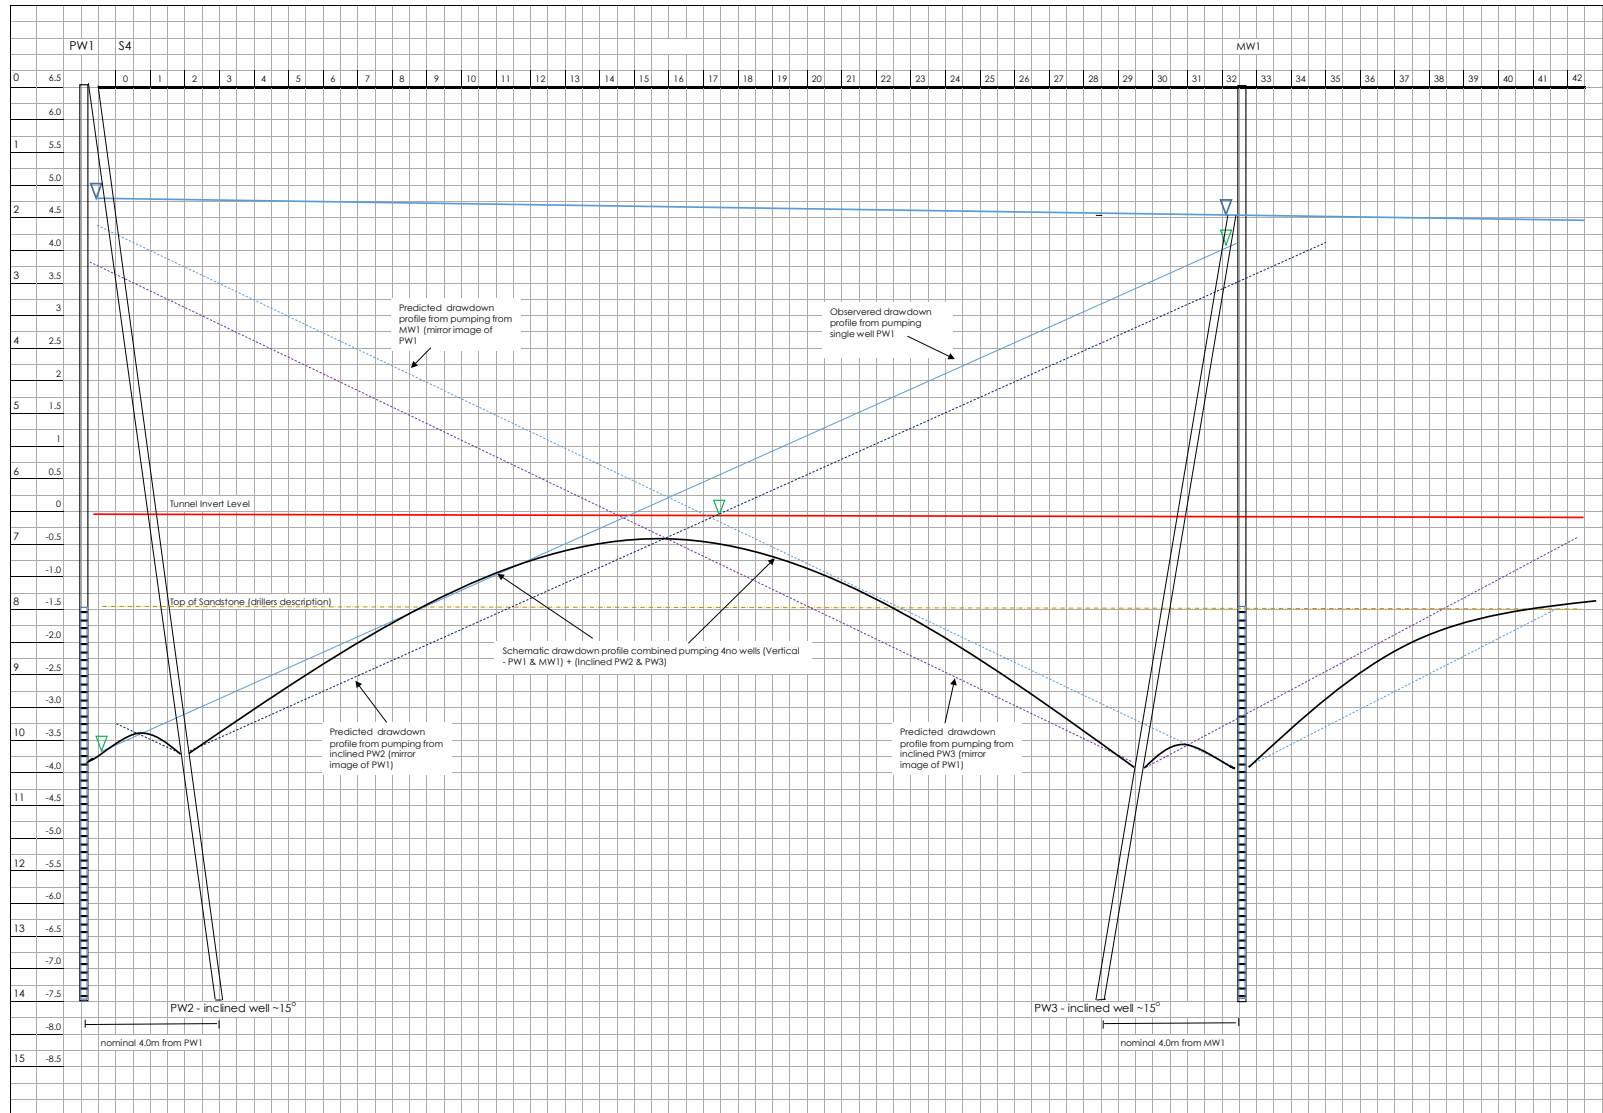 PW1 S4 MW1
0 6.5 0 1 2 3 4 5 6 7 8 9 10 11 12 13 14 15 16 17 18 19 20 21 22 23 24 25 26 27 28 29 30 31 32 33 34 35 36 37 38 39 40 41 42
6.0
1 5.5
5.0
2 4.5
4.0
3 3.5
3
4 2.5
2
5 1.5
1
6 0.5
0
7 -0.5
-1.0
8 -1.5
-2.0
9 -2.5
-3.0
10 -3.5
-4.0
11 -4.5
-5.0
12 -5.5
-6.0
13 -6.5
-7.0
14 -7.5
-8.0
15 -8.5
Predicted drawdown
profile from pumping from
MW1 (mirror image of
PW1
Observered drawdown
profile from pumping
single well PW1
Tunnel Invert Level
Top of Sandstone (drillers description)
Schematic drawdown profile combined pumping 4no wells (Vertical
- PW1 & MW1) + (Inclined PW2 & PW3)
Predicted drawdown
profile from pumping from
inclined PW2 (mirror
image of PW1)
Predicted drawdown
profile from pumping from
inclined PW3 (mirror
image of PW1)
PW2 - inclined well ~15°
PW3 - inclined well ~15°
nominal 4.0m from PW1
nominal 4.0m from MW1